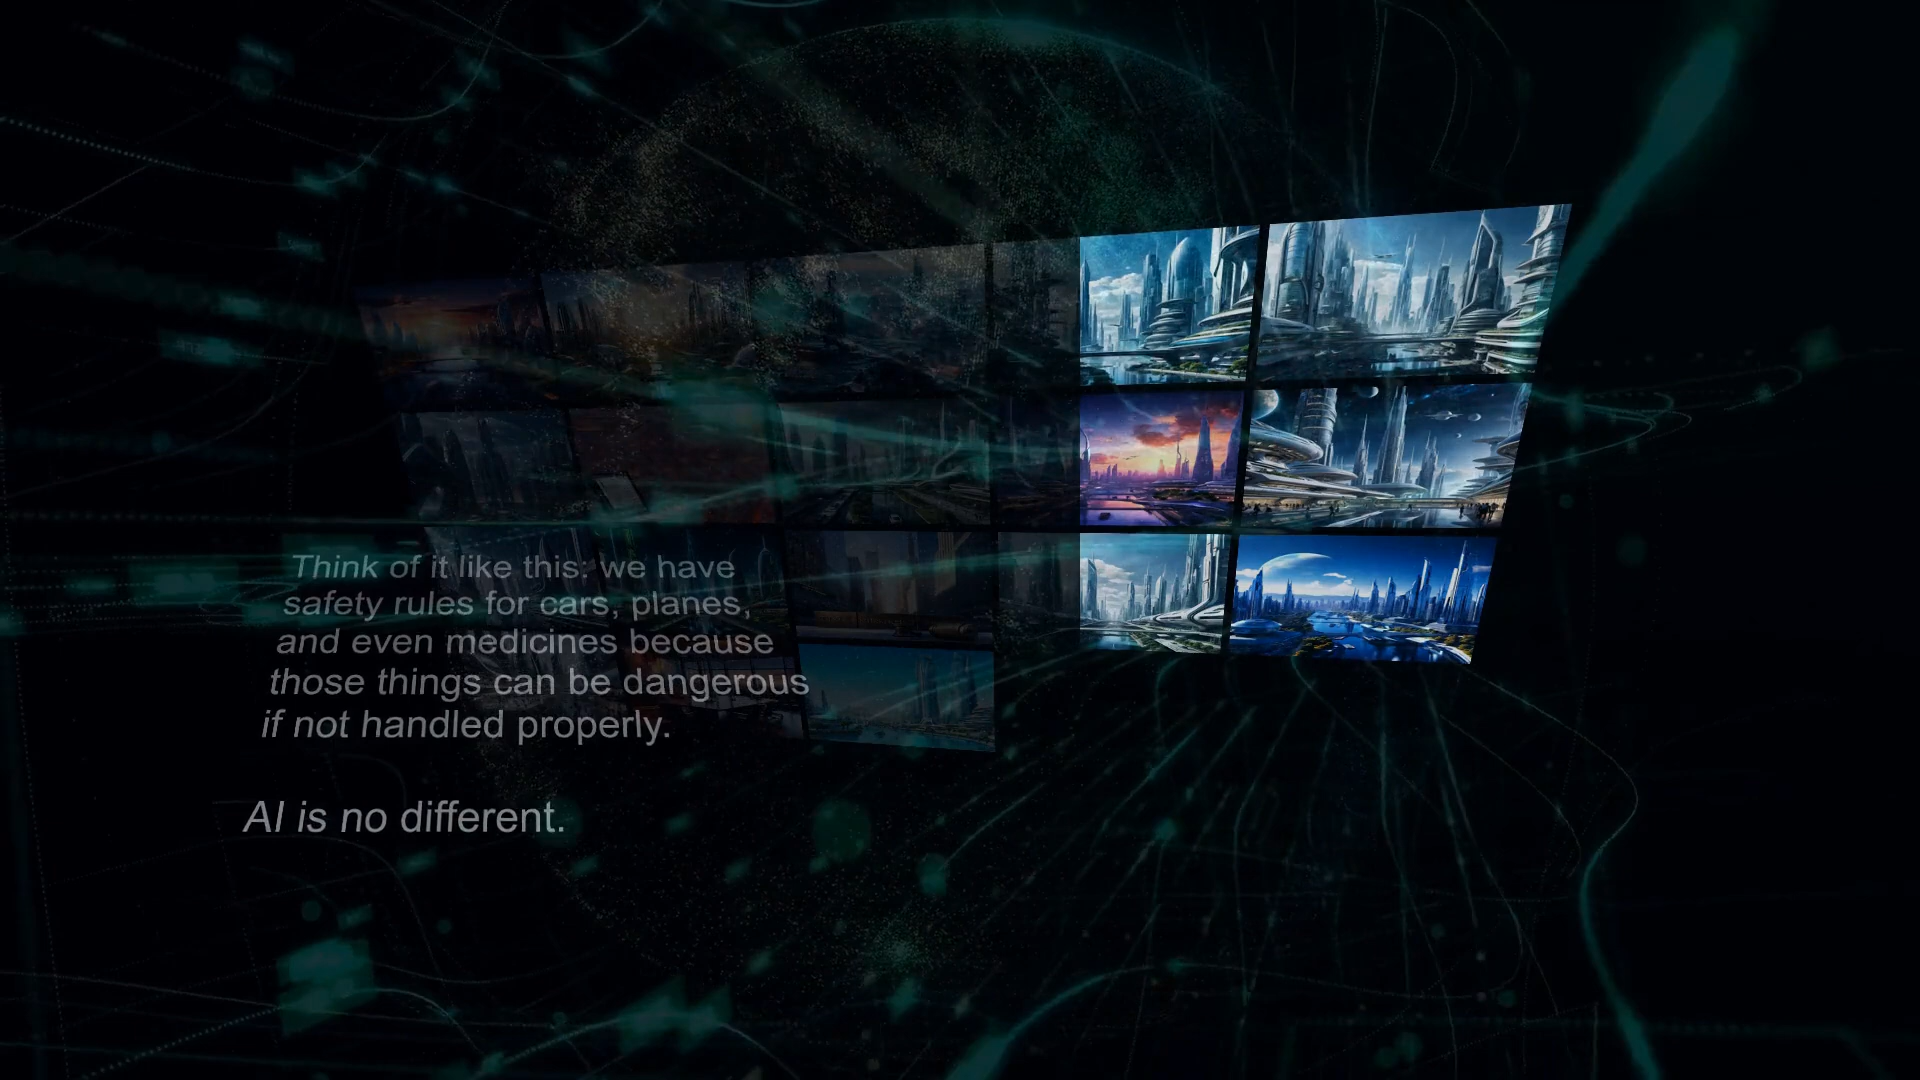 Think of it like this: we have
safety rules for cars, planes,
and even medicines because
those things can be dangerous
if not handled properly.
AI is no different.